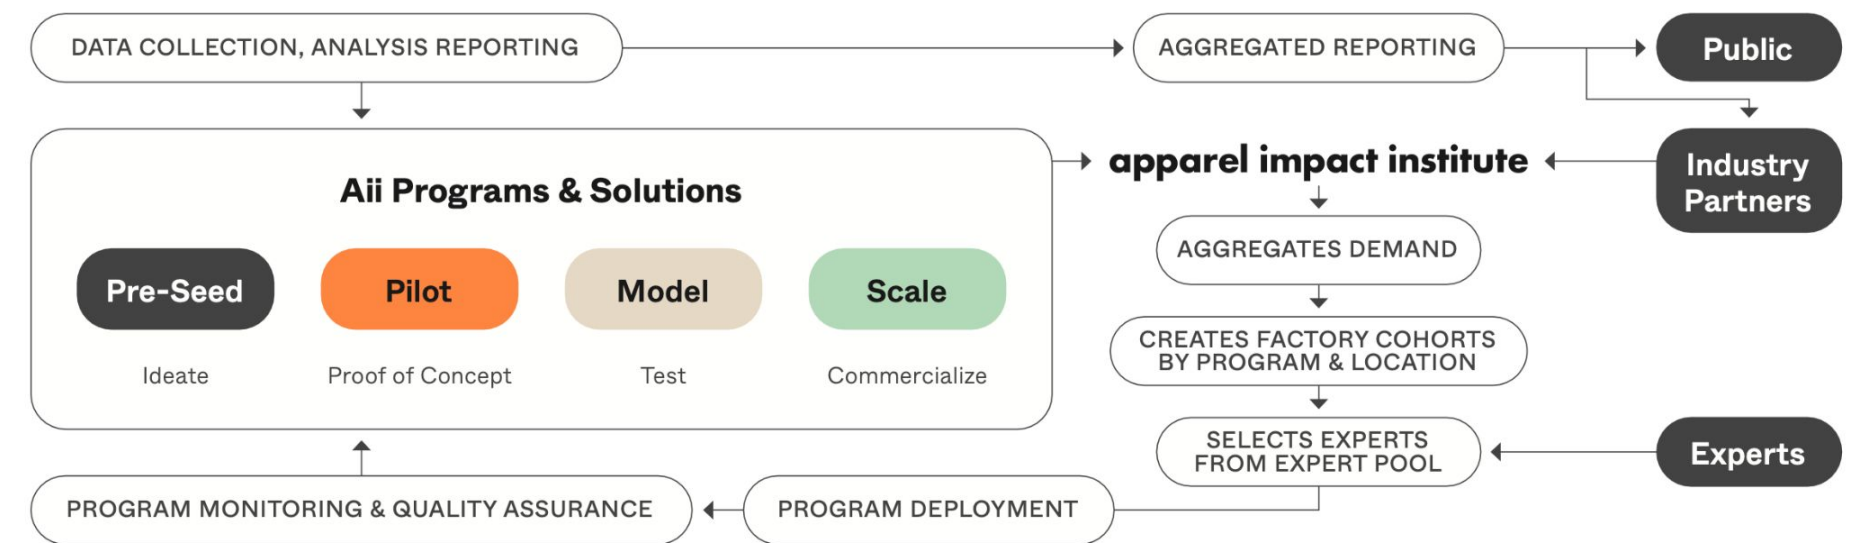 DATA COLLECTION, ANALYSIS REPORTING
AGGREGATED REPORTING
Public
Aii Programs & Solutions
Pre-Seed
Pilot
Model
Scale
Ideate
Proof of Concept
Test
Commercialize
apparel impact institute
Industry
Partners
AGGREGATES DEMAND
CREATES FACTORY COHORTS
BY PROGRAM & LOCATION
SELECTS EXPERTS
FROM EXPERT POOL
Experts
PROGRAM MONITORING & QUALITY ASSURANCE
PROGRAM DEPLOYMENT